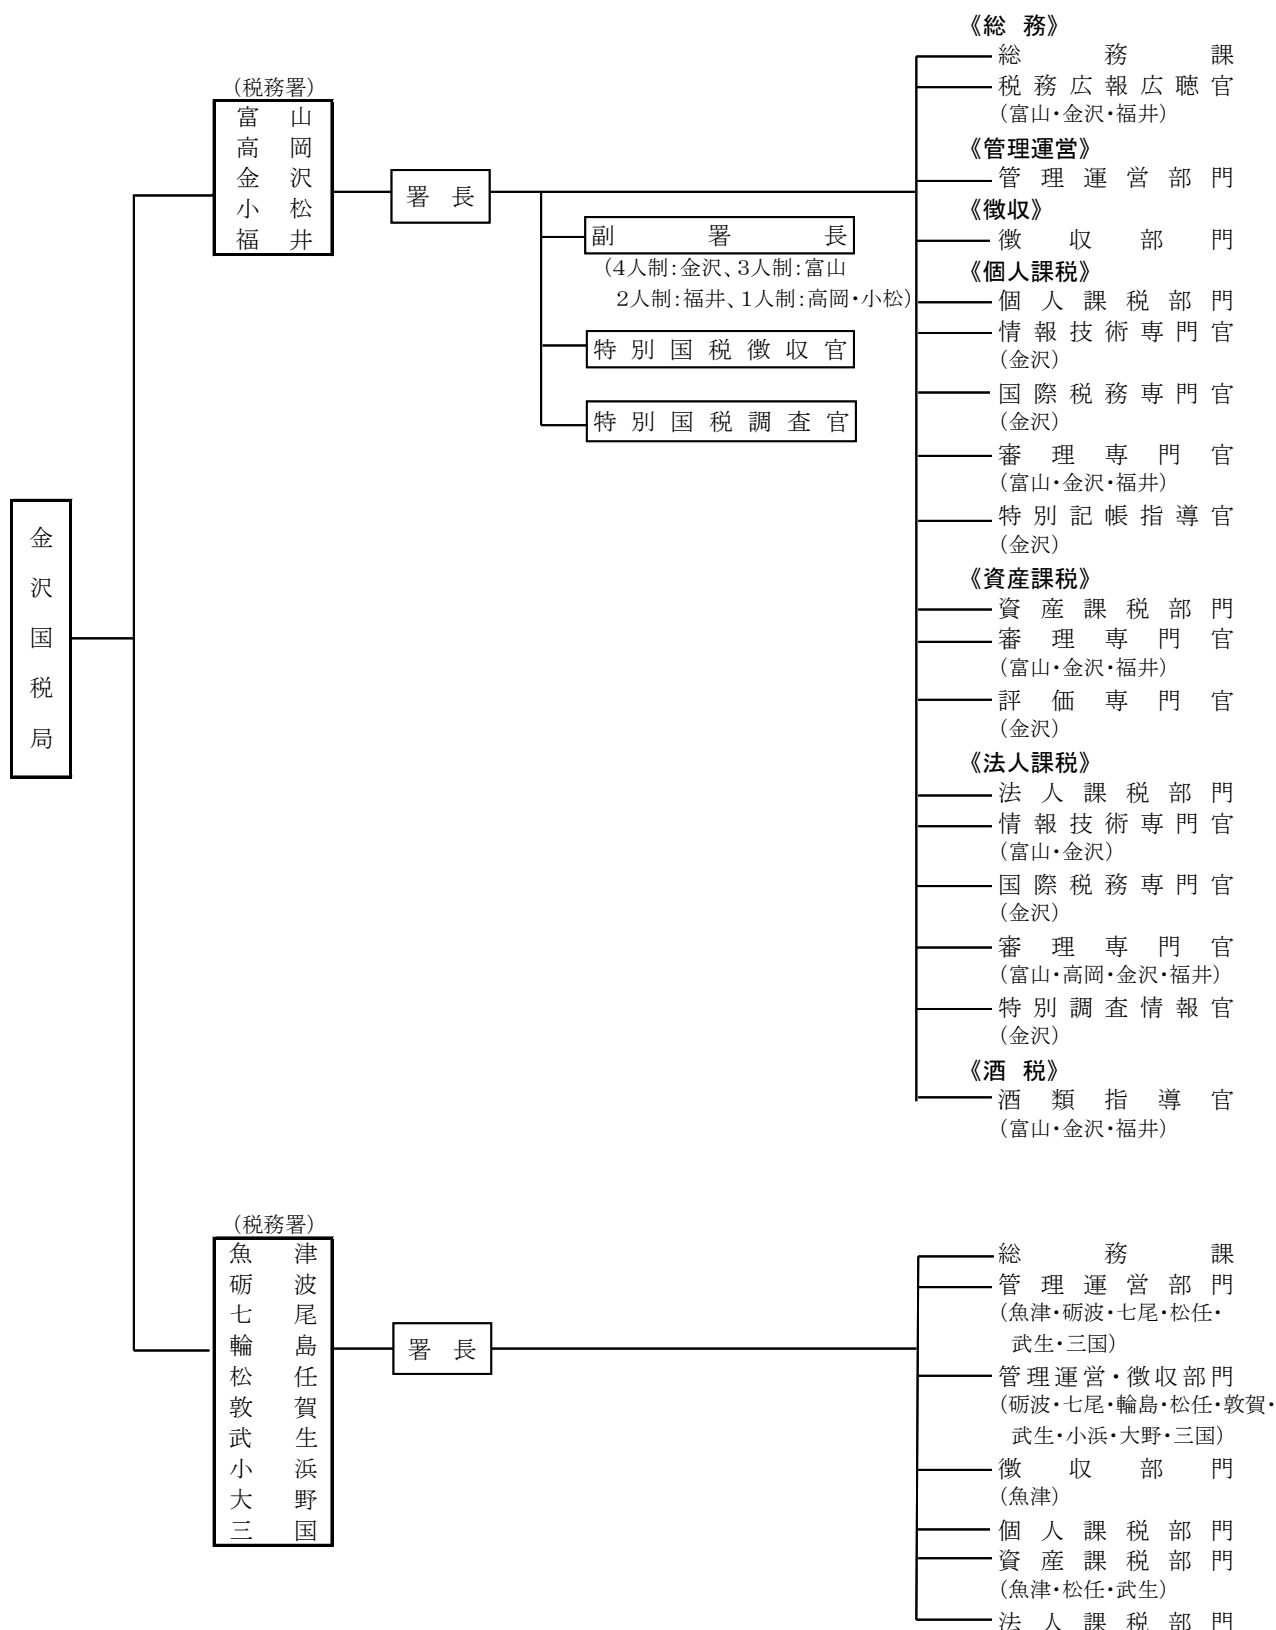 金沢国税局
(税務署)
富山
高岡
金沢
小松
福井
署長
副署長
(4人制:金沢、3人制:富山
2人制:福井、1人制:高岡・小松)
特別国税徴収官
特別国税調査官
《総 務》
総務課
税務広報広聴官
(富山・金沢・福井)
《管理運営》
管理運営部門
《徴収》
徴収部門
《個人課税》
個人課税部門
情報技術専門官
(金沢)
国際税務専門官
(金沢)
審理専門官
(富山・金沢・福井)
特別記帳指導官
(金沢)
《資産課税》
資産課税部門
審理専門官
(富山・金沢・福井)
評価専門官
(金沢)
《法人課税》
法人課税部門
情報技術専門官
(富山・金沢)
国際税務専門官
(金沢)
審理専門官
(富山・高岡・金沢・福井)
特別調査情報官
(金沢)
《酒 税》
酒類指導官
(富山・金沢・福井)
(税務署)
魚津
砺波
七尾
輪島
松任
敦賀
武生
小浜
大野
三国
署長
総務課
管理運営部門
(魚津・砺波・七尾・松任・
武生・三国)
管理運営・徴収部門
(砺波・七尾・輪島・松任・敦賀・
武生・小浜・大野・三国)
徴収部門
(魚津)
個人課税部門
資産課税部門
(魚津・松任・武生)
法人課税部門